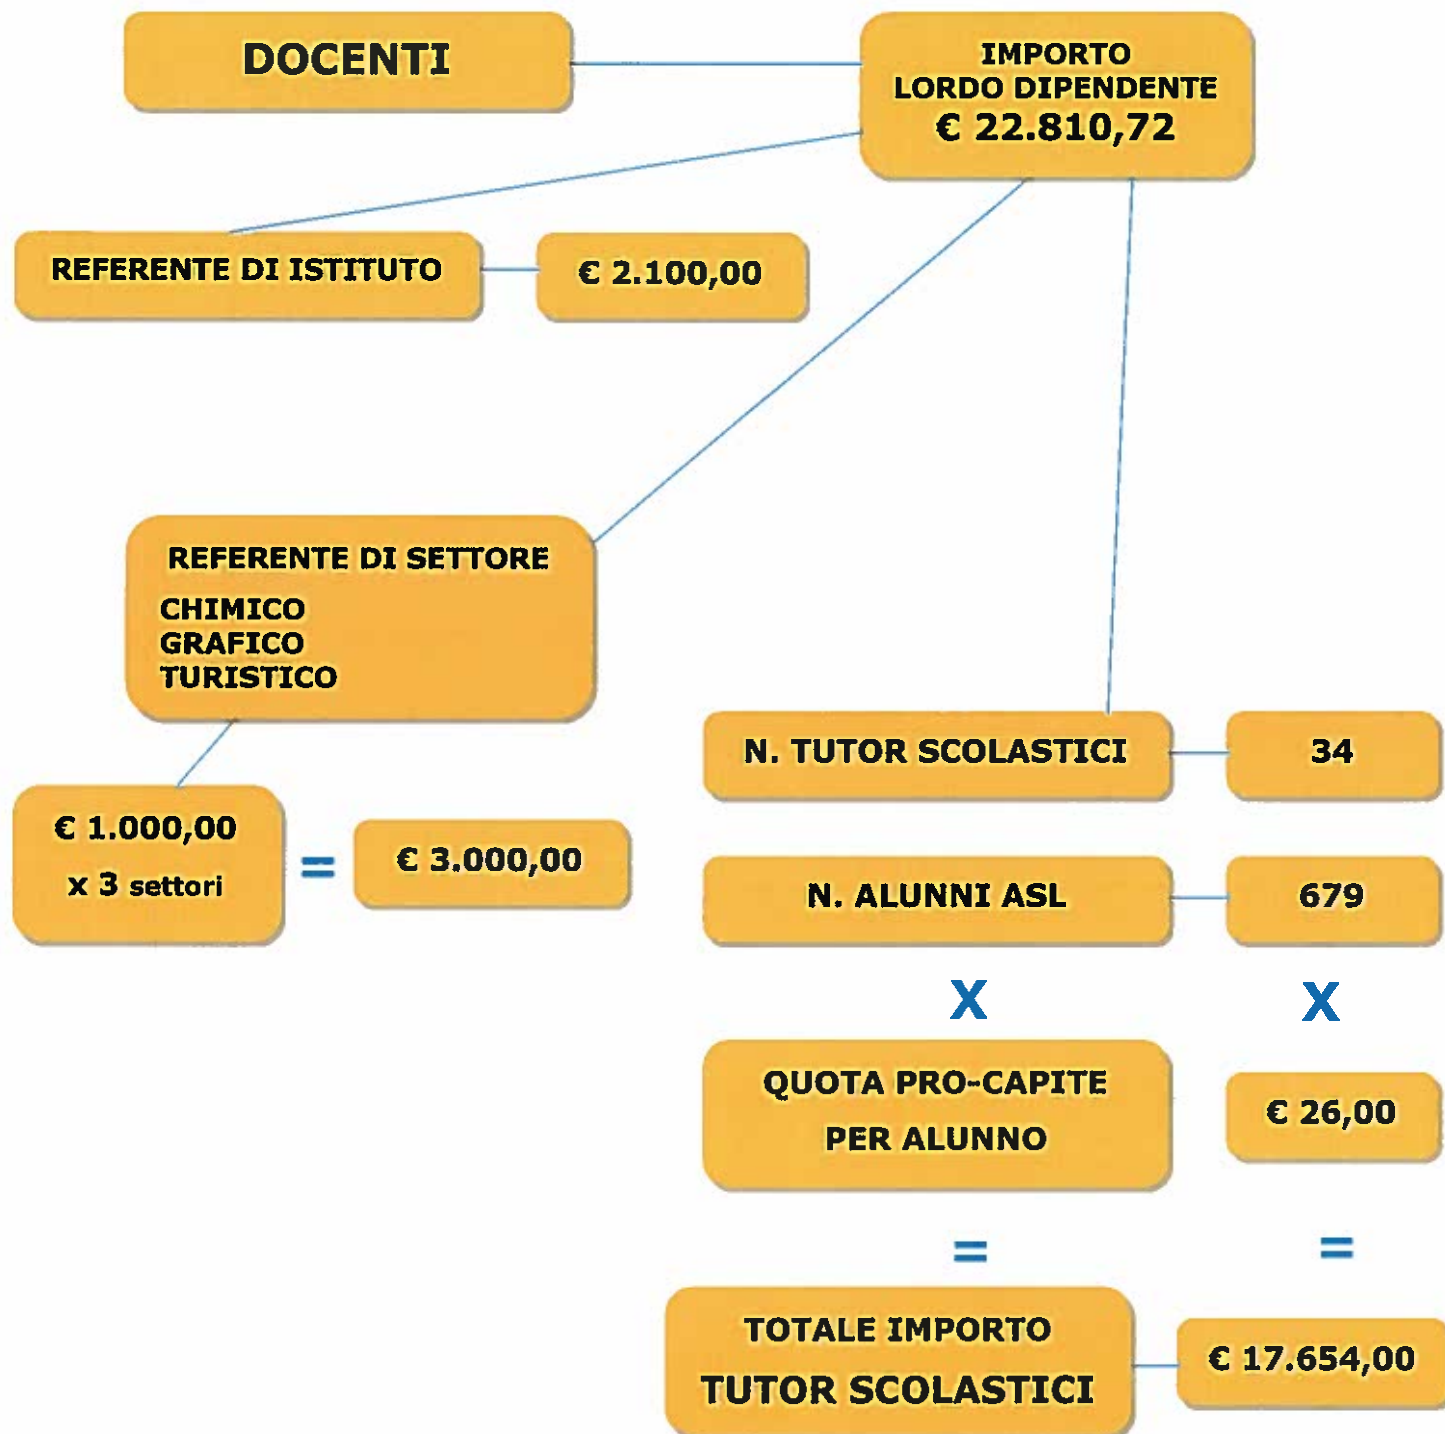 DOCENTI
IMPORTO
LORDO DIPENDENTE
€ 22.810,72
REFERENTE DI ISTITUTO
€ 2.100,00
REFERENTE DI SETTORE
CHIMICO
GRAFICO
TURISTICO
€ 1.000,00
x 3 settori
=
€ 3.000,00
N. TUTOR SCOLASTICI
34
N. ALUNNI ASL
679
X
X
QUOTA PRO-CAPITE
PER ALUNNO
€ 26,00
=
=
TOTALE IMPORTO
TUTOR SCOLASTICI
€ 17.654,00